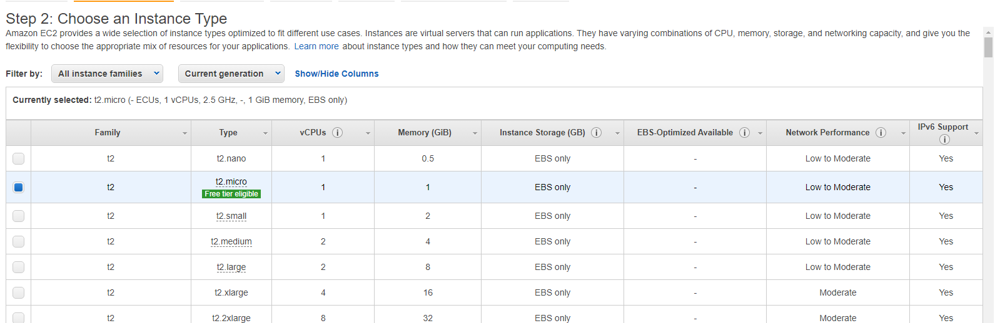 Step 2: Choose an Instance Type
Amazon EC2 provides a wide selection of instance types optimized to fit different use cases. Instances are virtual servers that can run applications. They have varying combinations of CPU, memory, storage, and networking capacity, and give you the
flexibility to choose the appropriate mix of resources for your applications. Learn more about instance types and how they can meet your computing needs.
Filter by: All instance families Current generation Show/Hide Columns
Currently selected: t2.micro (- ECUs, 1 vCPUs, 2.5 GHz, -, 1 GiB memory, EBS only)
Family Type vCPUs Memory (GiB) Instance Storage (GB) EBS-Optimized Available Network Performance IPv6 Support
t2 t2.nano 1 0.5 EBS only - Low to Moderate Yes
t2 t2.micro Free tier eligible 1 1 EBS only - Low to Moderate Yes
t2 t2.small 1 2 EBS only - Low to Moderate Yes
t2 t2.medium 2 4 EBS only - Low to Moderate Yes
t2 t2.large 2 8 EBS only - Low to Moderate Yes
t2 t2.xlarge 4 16 EBS only - Moderate Yes
t2 t2.2xlarge 8 32 EBS only - Moderate Yes